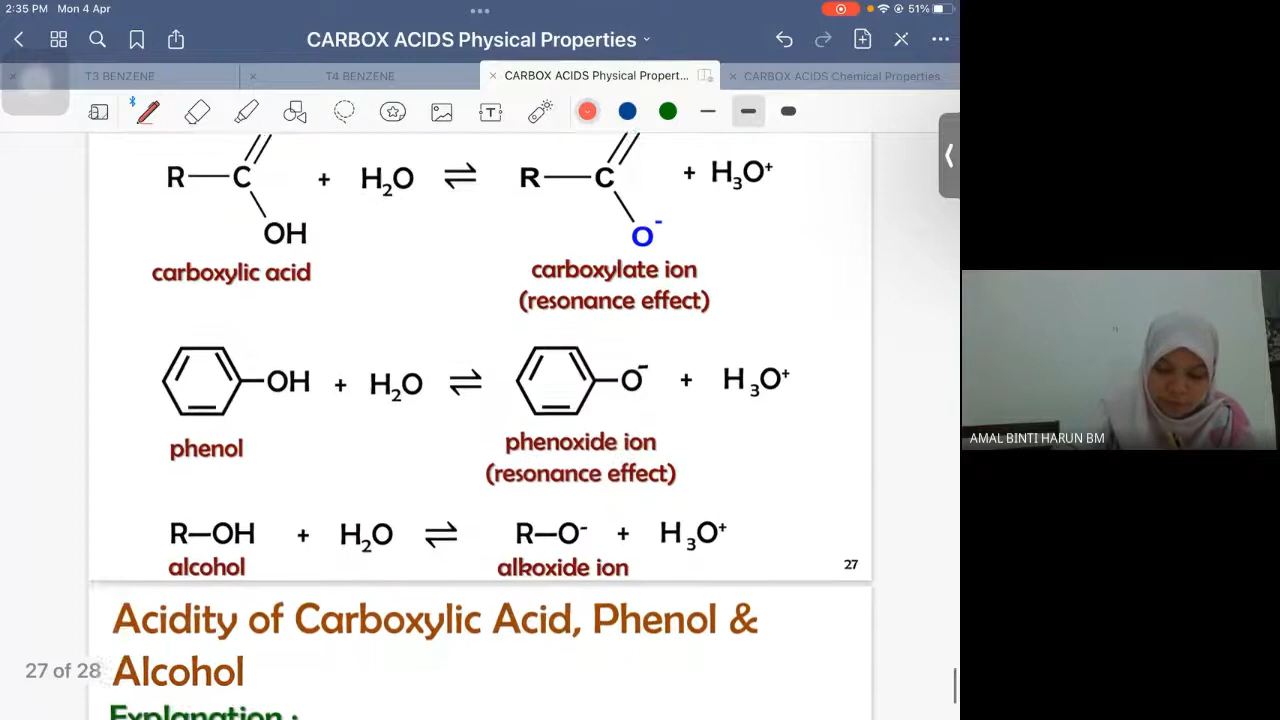 2:35 PM Mon 4 Apr
51%
CARBOX ACIDS Physical Properties
T3 BENZENE
T4 BENZENE
CARBOX ACIDS Physical Propert...
CARBOX ACIDS Chemical Properties
R—C + H₂O ⇌ R—C + H₃O⁺
OH
O⁻
carboxylic acid
carboxylate ion
(resonance effect)
OH + H₂O ⇌ O⁻ + H₃O⁺
phenol
phenoxide ion
(resonance effect)
R—OH + H₂O ⇌ R—O⁻ + H₃O⁺
alcohol
alkoxide ion
27
Acidity of Carboxylic Acid, Phenol &
Alcohol
27 of 28
Explanation :
AMAL BINTI HARUN BM